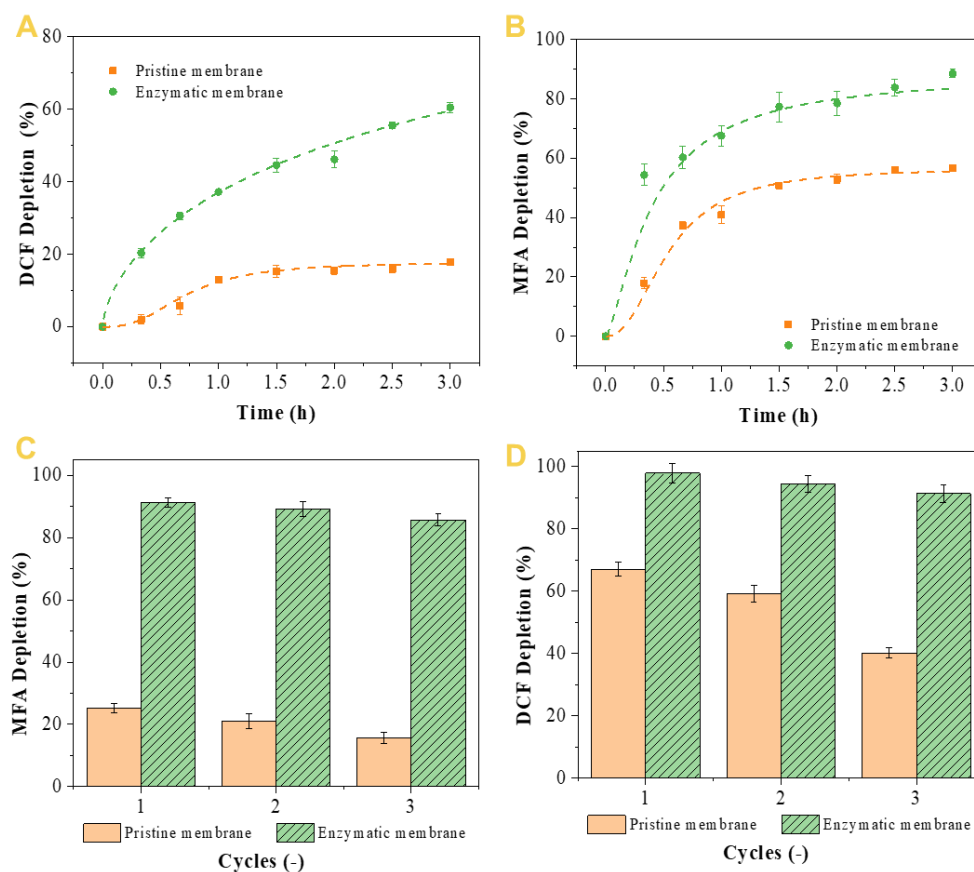 A
DCF Depletion (%)
80
60
40
20
0
Pristine membrane
Enzymatic membrane
0.0 0.5 1.0 1.5 2.0 2.5 3.0
Time (h)
B
MFA Depletion (%)
100
80
60
40
20
0
Pristine membrane
Enzymatic membrane
0.0 0.5 1.0 1.5 2.0 2.5 3.0
Time (h)
C
MFA Depletion (%)
100
80
60
40
20
0
1 2 3
Pristine membrane Enzymatic membrane
Cycles (-)
D
DCF Depletion (%)
100
80
60
40
20
0
1 2 3
Pristine membrane Enzymatic membrane
Cycles (-)